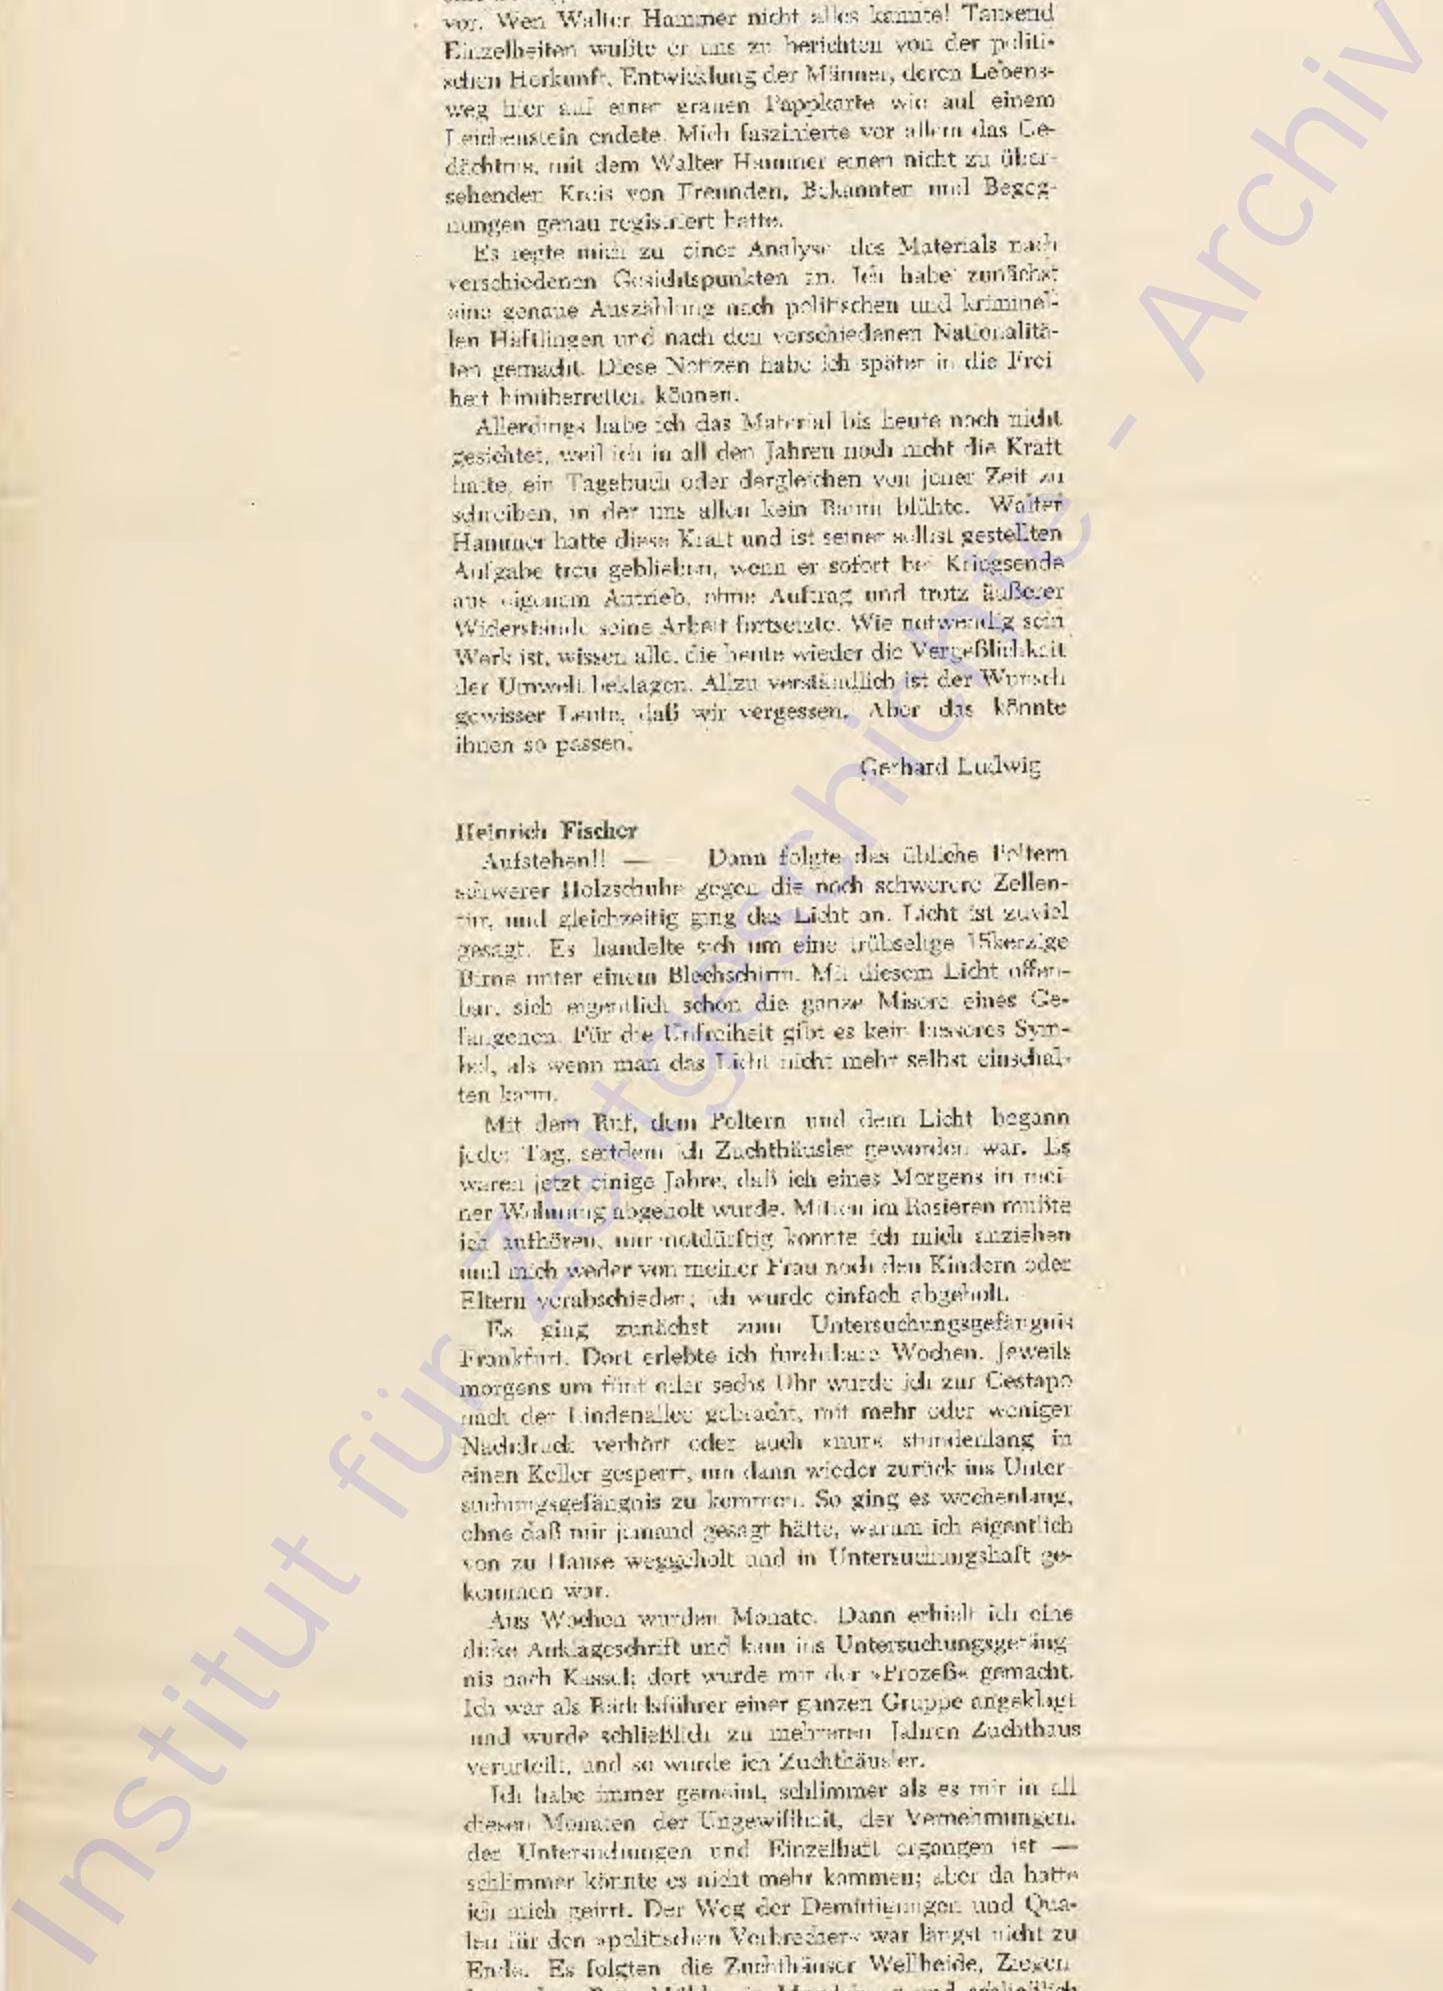 vor. Wen Walter Hammer nicht alles kannte! Tausend
Einzelheiten wußte er uns zu berichten von der politi-
schen Herkunft, Entwicklung der Männer, deren Lebens-
weg hier auf einer grauen Pappkarte wie auf einem
Leichenstein endete. Mich faszinierte vor allem das Ge-
dächtnis, mit dem Walter Hammer einen nicht zu über-
sehenden Kreis von Freunden, Bekannten und Begeg-
nungen genau registriert hatte.
Es regte mich zu einer Analyse des Materials nach
verschiedenen Gesichtspunkten an. Ich habe zunächst
eine genaue Auszählung nach politischen und kriminel-
len Häftlingen und nach den verschiedenen Nationalitä-
ten gemacht. Diese Notizen habe ich später in die Frei-
heit hinüberretten können.
Allerdings habe ich das Material bis heute noch nicht
gesichtet, weil ich in all den Jahren noch nicht die Kraft
hatte, ein Tagebuch oder dergleichen von jener Zeit zu
schreiben, in der uns allen kein Baum blühte. Walter
Hammer hatte diese Kraft und ist seiner selbst gestellten
Aufgabe treu geblieben, wenn er sofort bei Kriegsende
aus eigenem Antrieb, ohne Auftrag und trotz äußerer
Widerstände seine Arbeit fortsetzte. Wie notwendig sein
Werk ist, wissen alle, die heute wieder die Vergeßlichkeit
der Umwelt beklagen. Allzu verständlich ist der Wunsch
gewisser Leute, daß wir vergessen. Aber das könnte
ihnen so passen!
Gerhard Ludwig
Heinrich Fischer
Aufstehen!! — — Dann folgte das übliche Poltern
schwerer Holzschuhe gegen die noch schwerere Zellen-
tür, und gleichzeitig ging das Licht an. Licht ist zuviel
gesagt. Es handelte sich um eine trübselige 15kerzige
Birne unter einem Blechschirm. Mit diesem Licht offen-
bart sich eigentlich schon die ganze Misere eines Ge-
fangenen. Für die Unfreiheit gibt es kein besseres Sym-
bol, als wenn man das Licht nicht mehr selbst einschal-
ten kann.
Mit dem Ruf, dem Poltern und dem Licht begann
jeder Tag, seitdem ich Zuchthäusler geworden war. Es
waren jetzt einige Jahre, daß ich eines Morgens in mei-
ner Wohnung abgeholt wurde. Mitten im Rasieren mußte
ich aufhören, nur notdürftig konnte ich mich anziehen
und mich weder von meiner Frau noch den Kindern oder
Eltern verabschieden; ich wurde einfach abgeholt.
Es ging zunächst zum Untersuchungsgefängnis
Frankfurt. Dort erlebte ich furchtbare Wochen. Jeweils
morgens um fünf oder sechs Uhr wurde ich zur Gestapo
nach der Lindenallee gebracht, mit mehr oder weniger
Nachdruck verhört oder auch »nur« stundenlang in
einen Keller gesperrt, um dann wieder zurück ins Unter-
suchungsgefängnis zu kommen. So ging es wochenlang,
ohne daß mir jemand gesagt hätte, warum ich eigentlich
von zu Hause weggeholt und in Untersuchungshaft ge-
kommen war.
Aus Wochen wurden Monate. Dann erhielt ich eine
dicke Anklageschrift und kam ins Untersuchungsgefäng-
nis nach Kassel; dort wurde mir der »Prozeß« gemacht.
Ich war als Rädelsführer einer ganzen Gruppe angeklagt
und wurde schließlich zu mehreren Jahren Zuchthaus
verurteilt, und so wurde ich Zuchthäusler.
Ich habe immer gemeint, schlimmer als es mir in all
diesen Monaten der Ungewißheit, der Vernehmungen,
der Untersuchungen und Einzelhaft ergangen ist —
schlimmer könnte es nicht mehr kommen; aber da hatte
ich mich geirrt. Der Weg der Demütigungen und Qua-
len für den »politischen Verbrecher« war längst nicht zu
Ende. Es folgten die Zuchthäuser Wehlheide, Ziegen-
und schließlich
Institut für Zeitgeschichte - Archiv